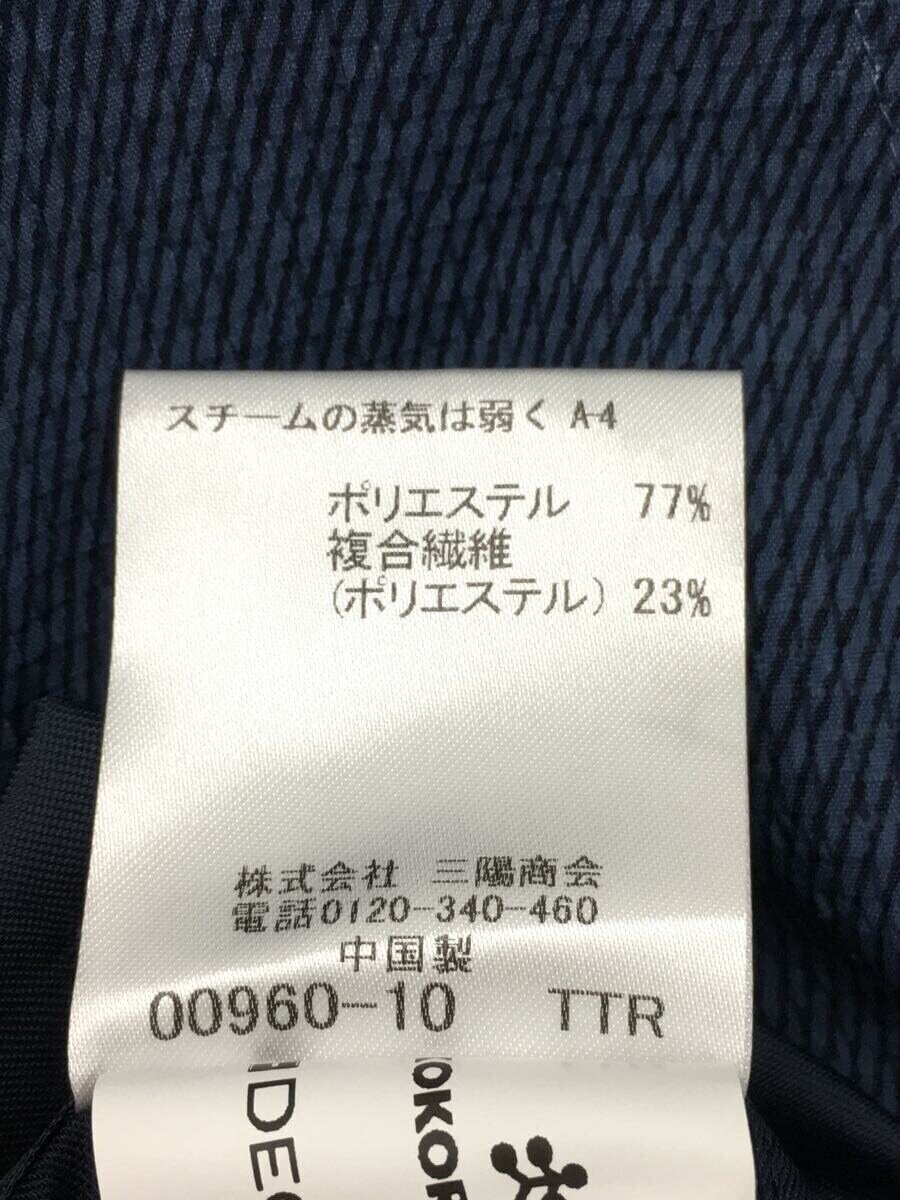 スチームの蒸気は弱く A-4
ポリエステル 77%
複合繊維
(ポリエステル) 23%
株式会社 三陽商会
電話0120-340-460
中国製
00960-10 TTR